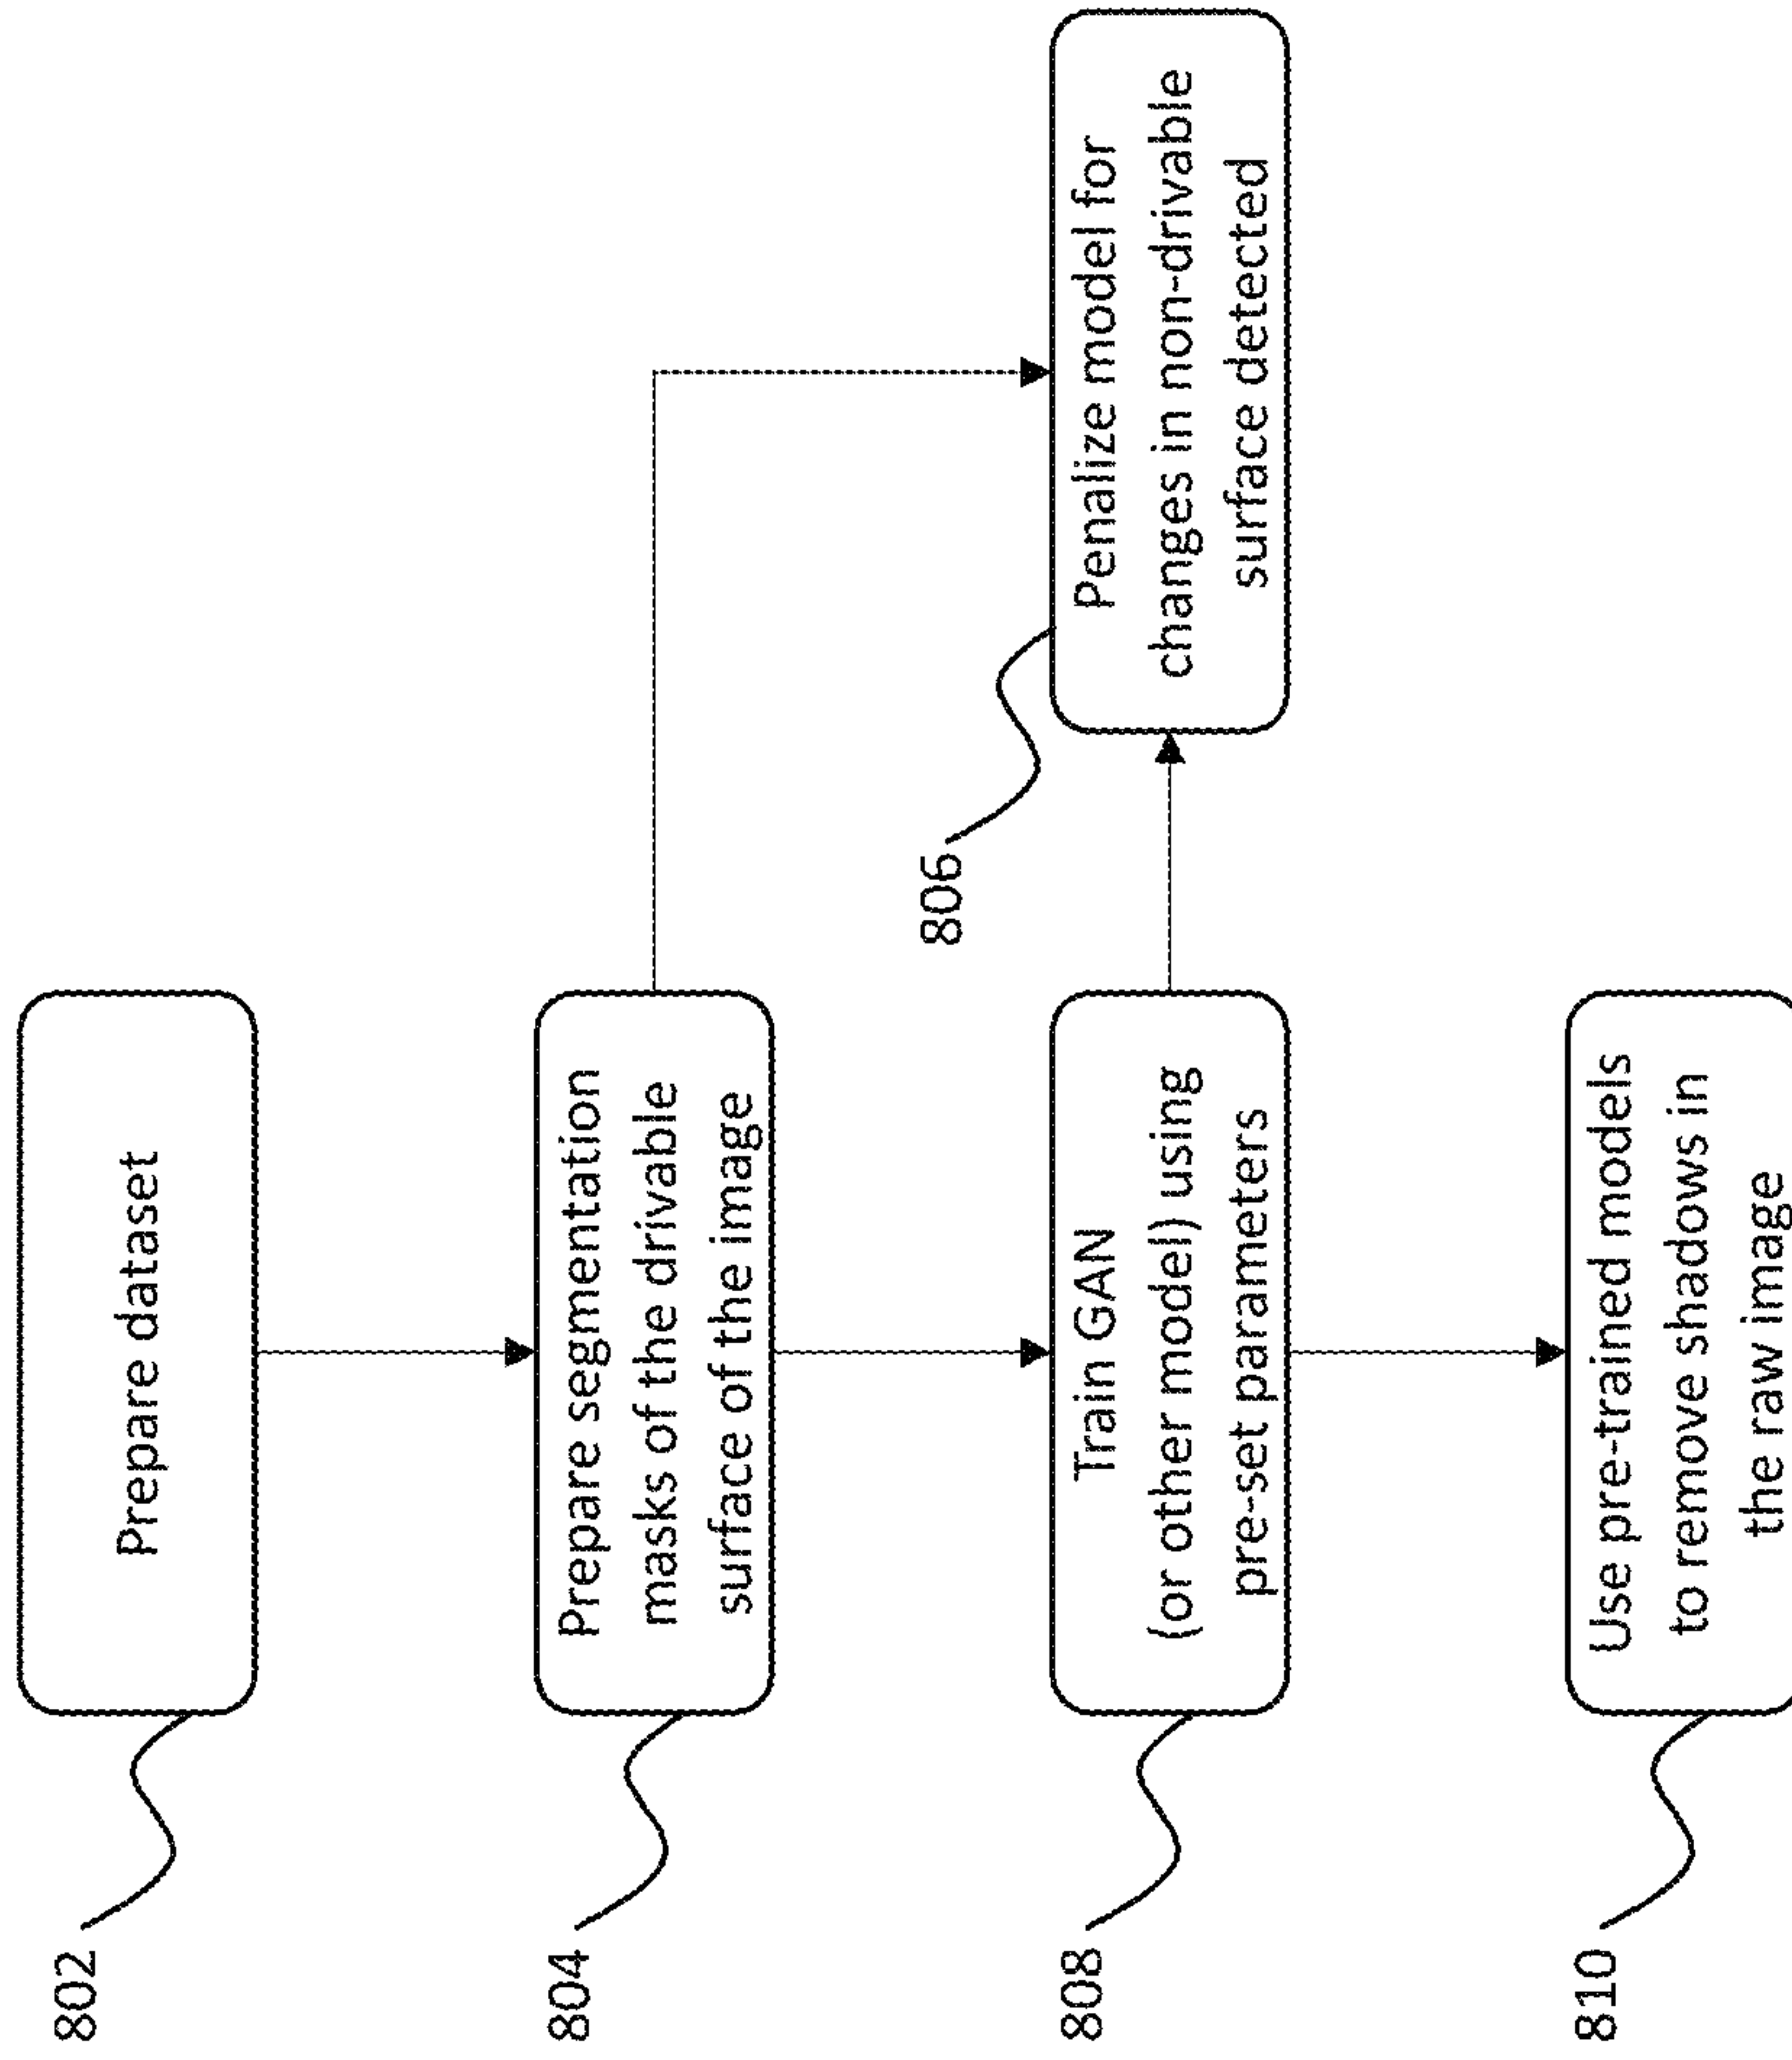 802
Prepare dataset
804
Prepare segmentation
masks of the drivable
surface of the image
806
Penalize model for
changes in non-drivable
surface detected
808
Train GAN
(or other model) using
pre-set parameters
810
Use pre-trained models
to remove shadows in
the raw image